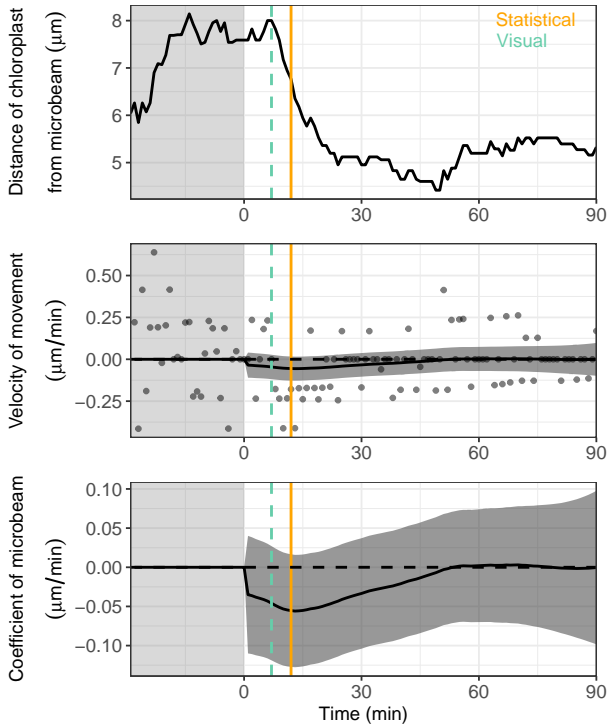 Distance of chloroplast
from microbeam (μm)
8
7
6
5
Statistical
Visual
0
30
60
90
Velocity of movement
(μm/min)
0.50
0.25
0.00
−0.25
0
30
60
90
Coefficient of microbeam
(μm/min)
0.10
0.05
0.00
−0.05
−0.10
0
30
60
90
Time (min)